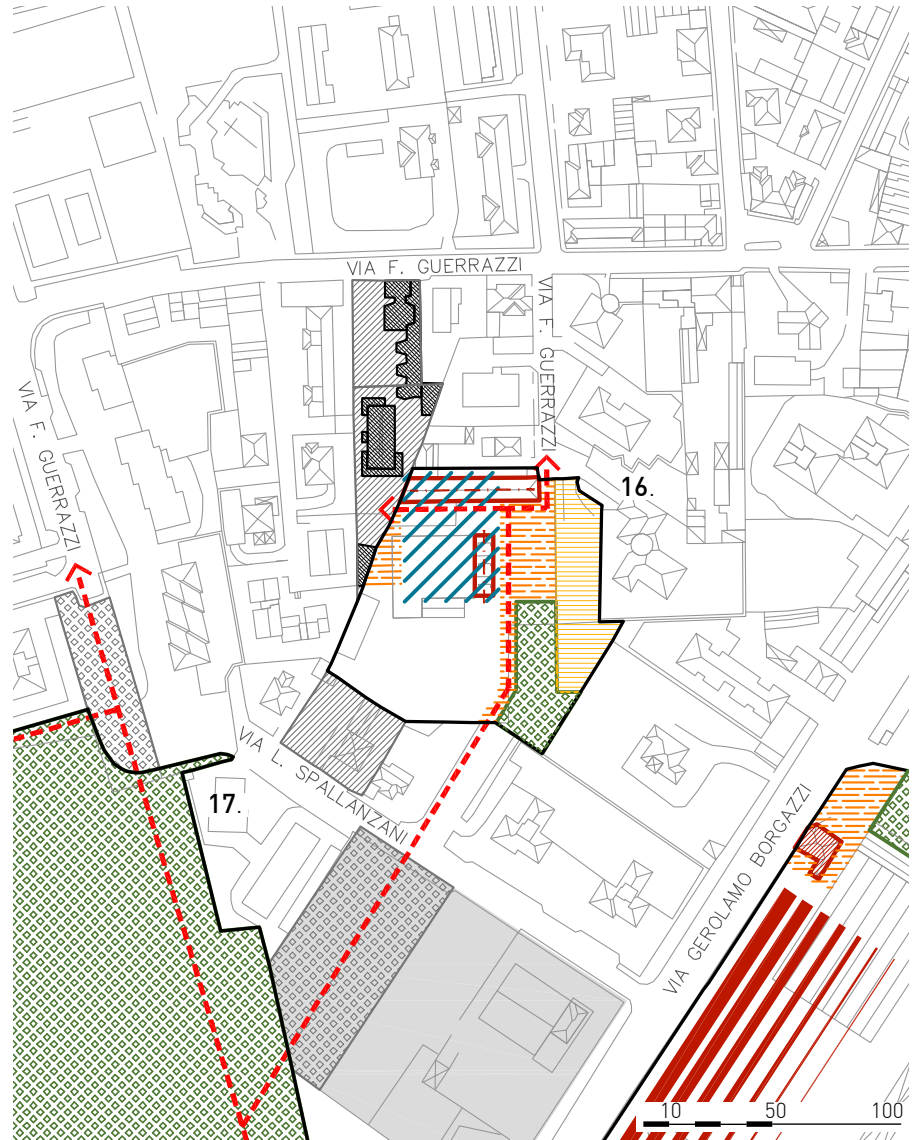 VIA F. GUERRAZZI
VIA F. GUERRAZZI
VIA F. GUERRAZZI
16.
17.
VIA L. SPALLANZANI
VIA GEROLAMO BORGAZZI
10 50 100